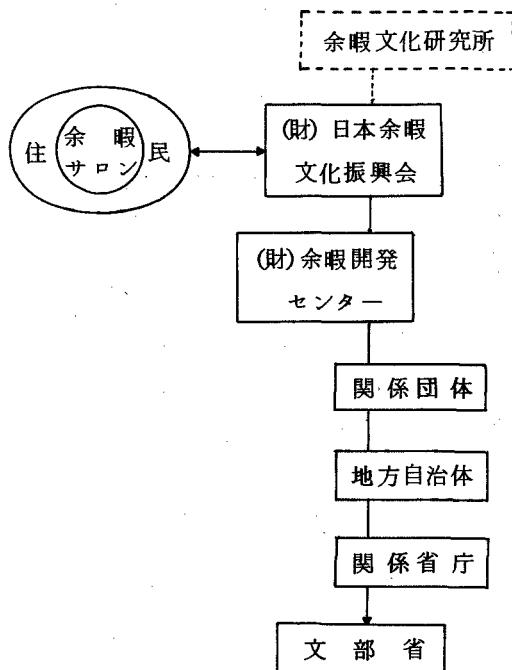 余暇文化研究所
(財)日本余暇
文化振興会
住民
余暇
サロン
(財)余暇開発
センター
関係団体
地方自治体
関係省庁
文部省